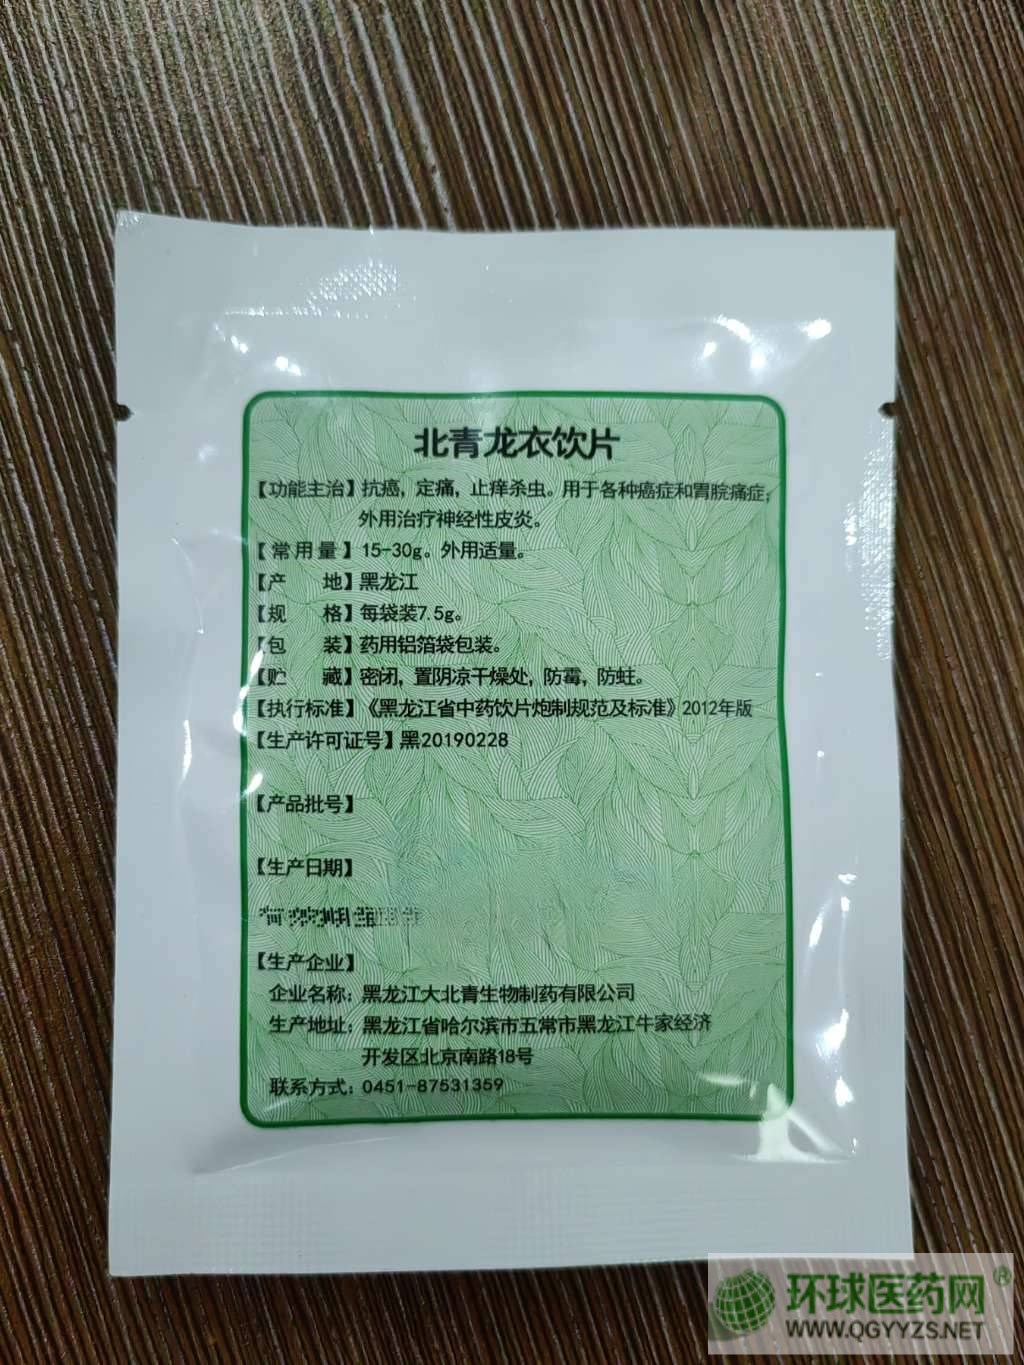 北青龙衣饮片
【功能主治】抗癌，定痛，止痒杀虫。用于各种癌症和胃脘痛症；
外用治疗神经性皮炎。
【常用量】15-30g。外用适量。
【产 地】黑龙江
【规 格】每袋装7.5g。
【包 装】药用铝箔袋包装。
【贮 藏】密闭，置阴凉干燥处，防霉，防蛀。
【执行标准】《黑龙江省中药饮片炮制规范及标准》2012年版
【生产许可证号】黑20190228
【产品批号】
【生产日期】
【生产企业】
企业名称：黑龙江大北青生物制药有限公司
生产地址：黑龙江省哈尔滨市五常市黑龙江牛家经济
开发区北京南路18号
联系方式：0451-87531359
环球医药网®
WWW.QGYYZS.NET